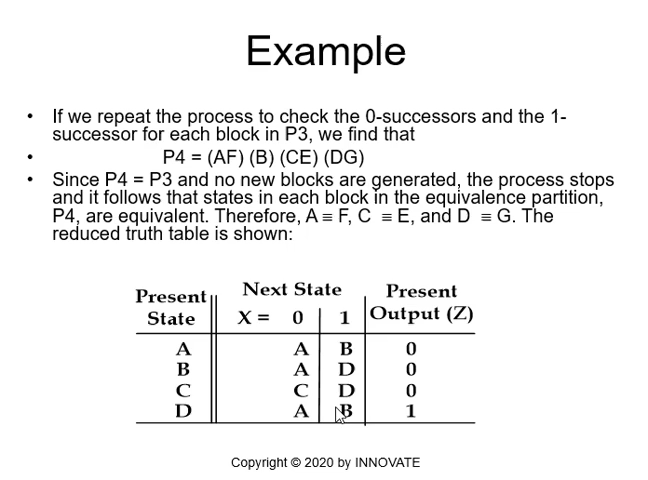 Example
• If we repeat the process to check the 0-successors and the 1-
successor for each block in P3, we find that
• P4 = (AF) (B) (CE) (DG)
• Since P4 = P3 and no new blocks are generated, the process stops
and it follows that states in each block in the equivalence partition,
P4, are equivalent. Therefore, A ≡ F, C ≡ E, and D ≡ G. The
reduced truth table is shown:
Present Next State Present
State X = 0 1 Output (Z)
A A B 0
B A D 0
C C D 0
D A B 1
Copyright © 2020 by INNOVATE